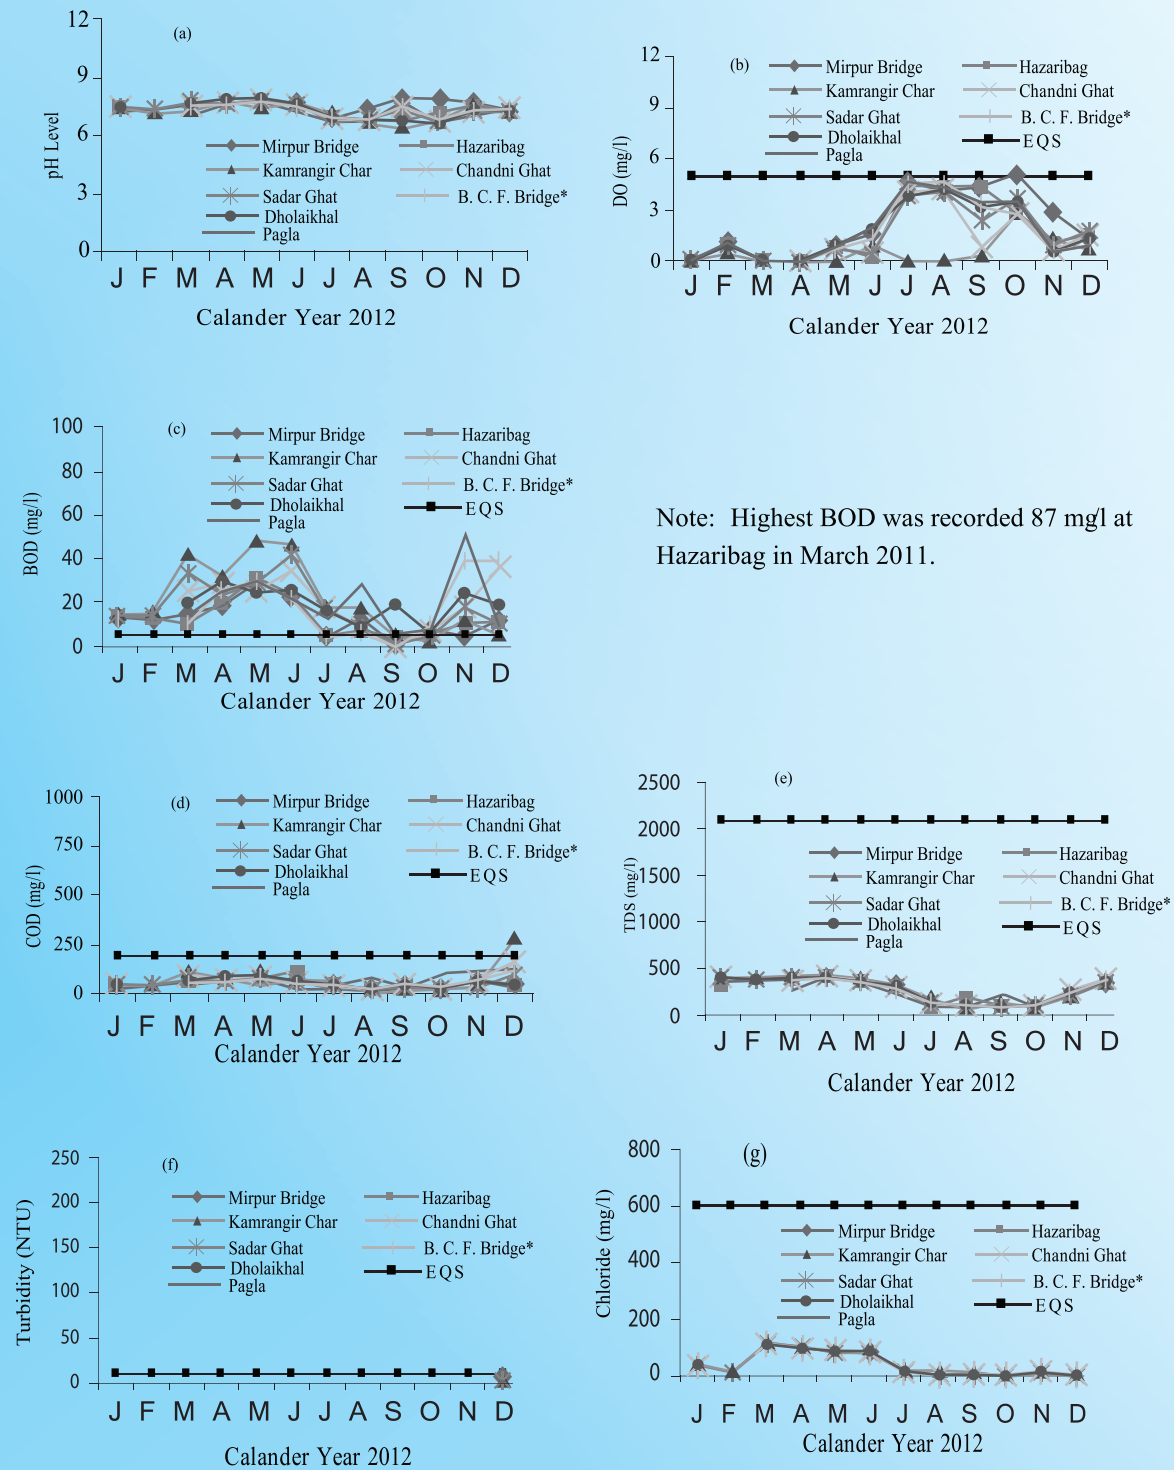 (a)
12
9
6
3
0
pH Level
Mirpur Bridge
Hazaribag
Kamrangir Char
Chandni Ghat
Sadar Ghat
B. C. F. Bridge*
Dholaikhal
Pagla
J F M A M J J A S O N D
Calander Year 2012
(b)
12
9
6
3
0
DO (mg/l)
Mirpur Bridge
Hazaribag
Kamrangir Char
Chandni Ghat
Sadar Ghat
B. C. F. Bridge*
Dholaikhal
EQS
Pagla
J F M A M J J A S O N D
Calander Year 2012
(c)
100
80
60
40
20
0
BOD (mg/l)
Mirpur Bridge
Hazaribag
Kamrangir Char
Chandni Ghat
Sadar Ghat
B. C. F. Bridge*
Dholaikhal
EQS
Pagla
J F M A M J J A S O N D
Calander Year 2012
Note: Highest BOD was recorded 87 mg/l at
Hazaribag in March 2011.
(d)
1000
750
500
250
0
COD (mg/l)
Mirpur Bridge
Hazaribag
Kamrangir Char
Chandni Ghat
Sadar Ghat
B. C. F. Bridge*
Dholaikhal
EQS
Pagla
J F M A M J J A S O N D
Calander Year 2012
(e)
2500
2000
1500
1000
500
0
TDS (mg/l)
Mirpur Bridge
Hazaribag
Kamrangir Char
Chandni Ghat
Sadar Ghat
B. C. F. Bridge*
Dholaikhal
EQS
Pagla
J F M A M J J A S O N D
Calander Year 2012
(f)
250
200
150
100
50
0
Turbidity (NTU)
Mirpur Bridge
Hazaribag
Kamrangir Char
Chandni Ghat
Sadar Ghat
B. C. F. Bridge*
Dholaikhal
EQS
Pagla
J F M A M J J A S O N D
Calander Year 2012
(g)
800
600
400
200
0
Chloride (mg/l)
Mirpur Bridge
Hazaribag
Kamrangir Char
Chandni Ghat
Sadar Ghat
B. C. F. Bridge*
Dholaikhal
EQS
Pagla
J F M A M J J A S O N D
Calander Year 2012